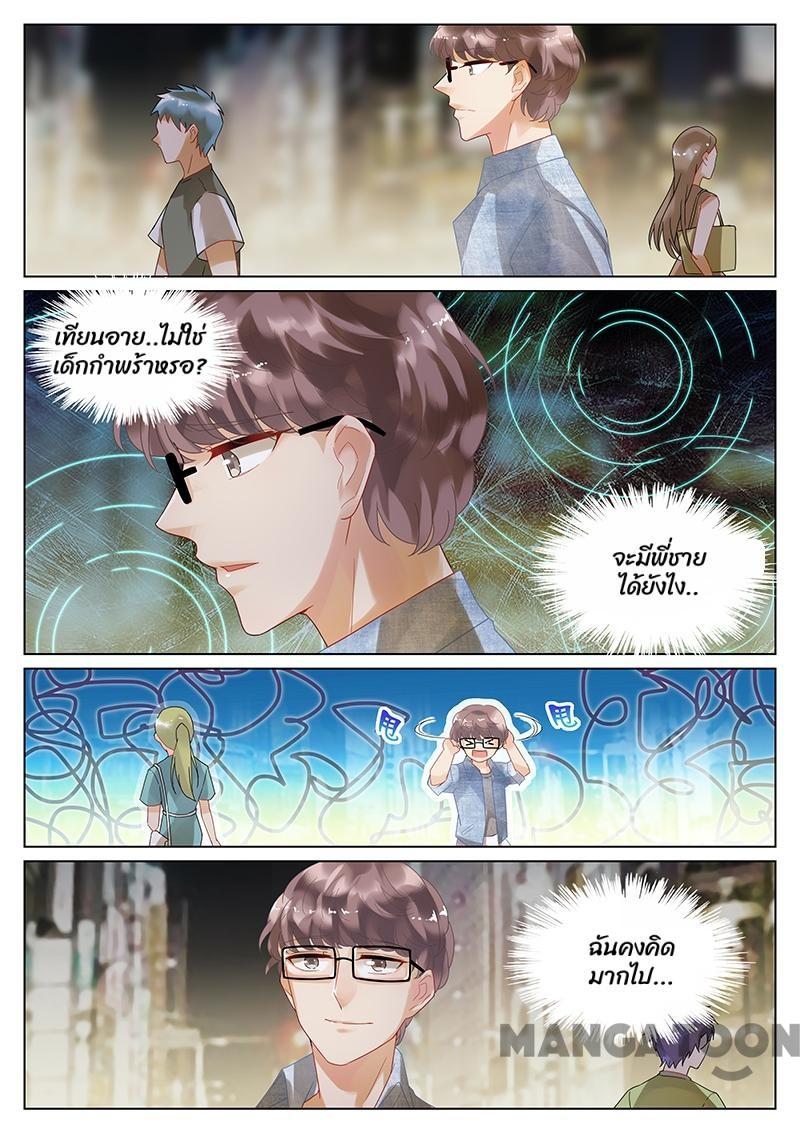 เทียนอาย..ไม่ใช่
เด็กกำพร้าหรอ?
จะมีพี่ชาย
ได้ยังไง..
甩
甩
ฉันคงคิด
มากไป...
MANGATOON